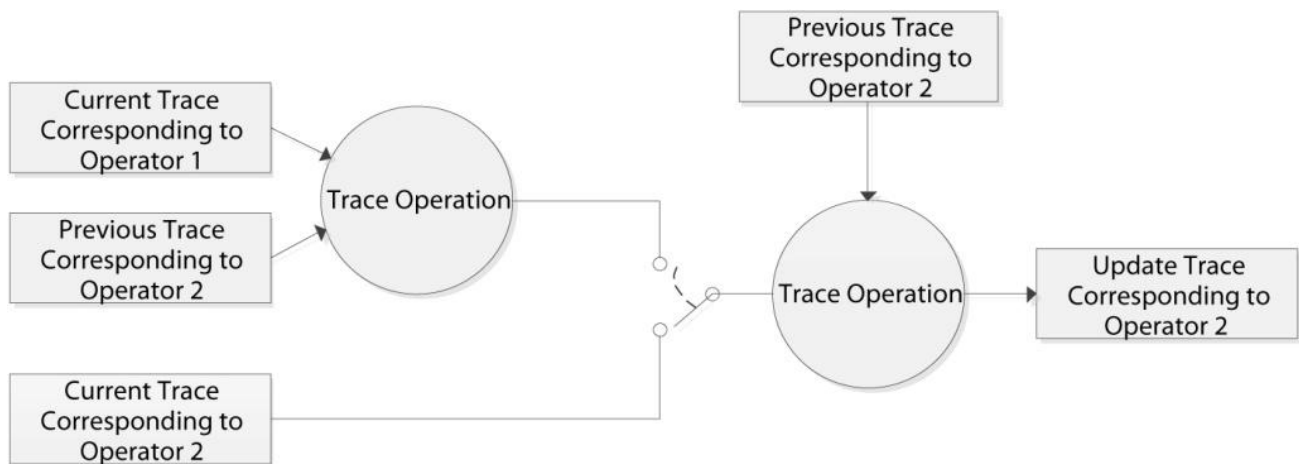 Current Trace
Corresponding to
Operator 1
Previous Trace
Corresponding to
Operator 2
Current Trace
Corresponding to
Operator 2
Trace Operation
Previous Trace
Corresponding to
Operator 2
Trace Operation
Update Trace
Corresponding to
Operator 2